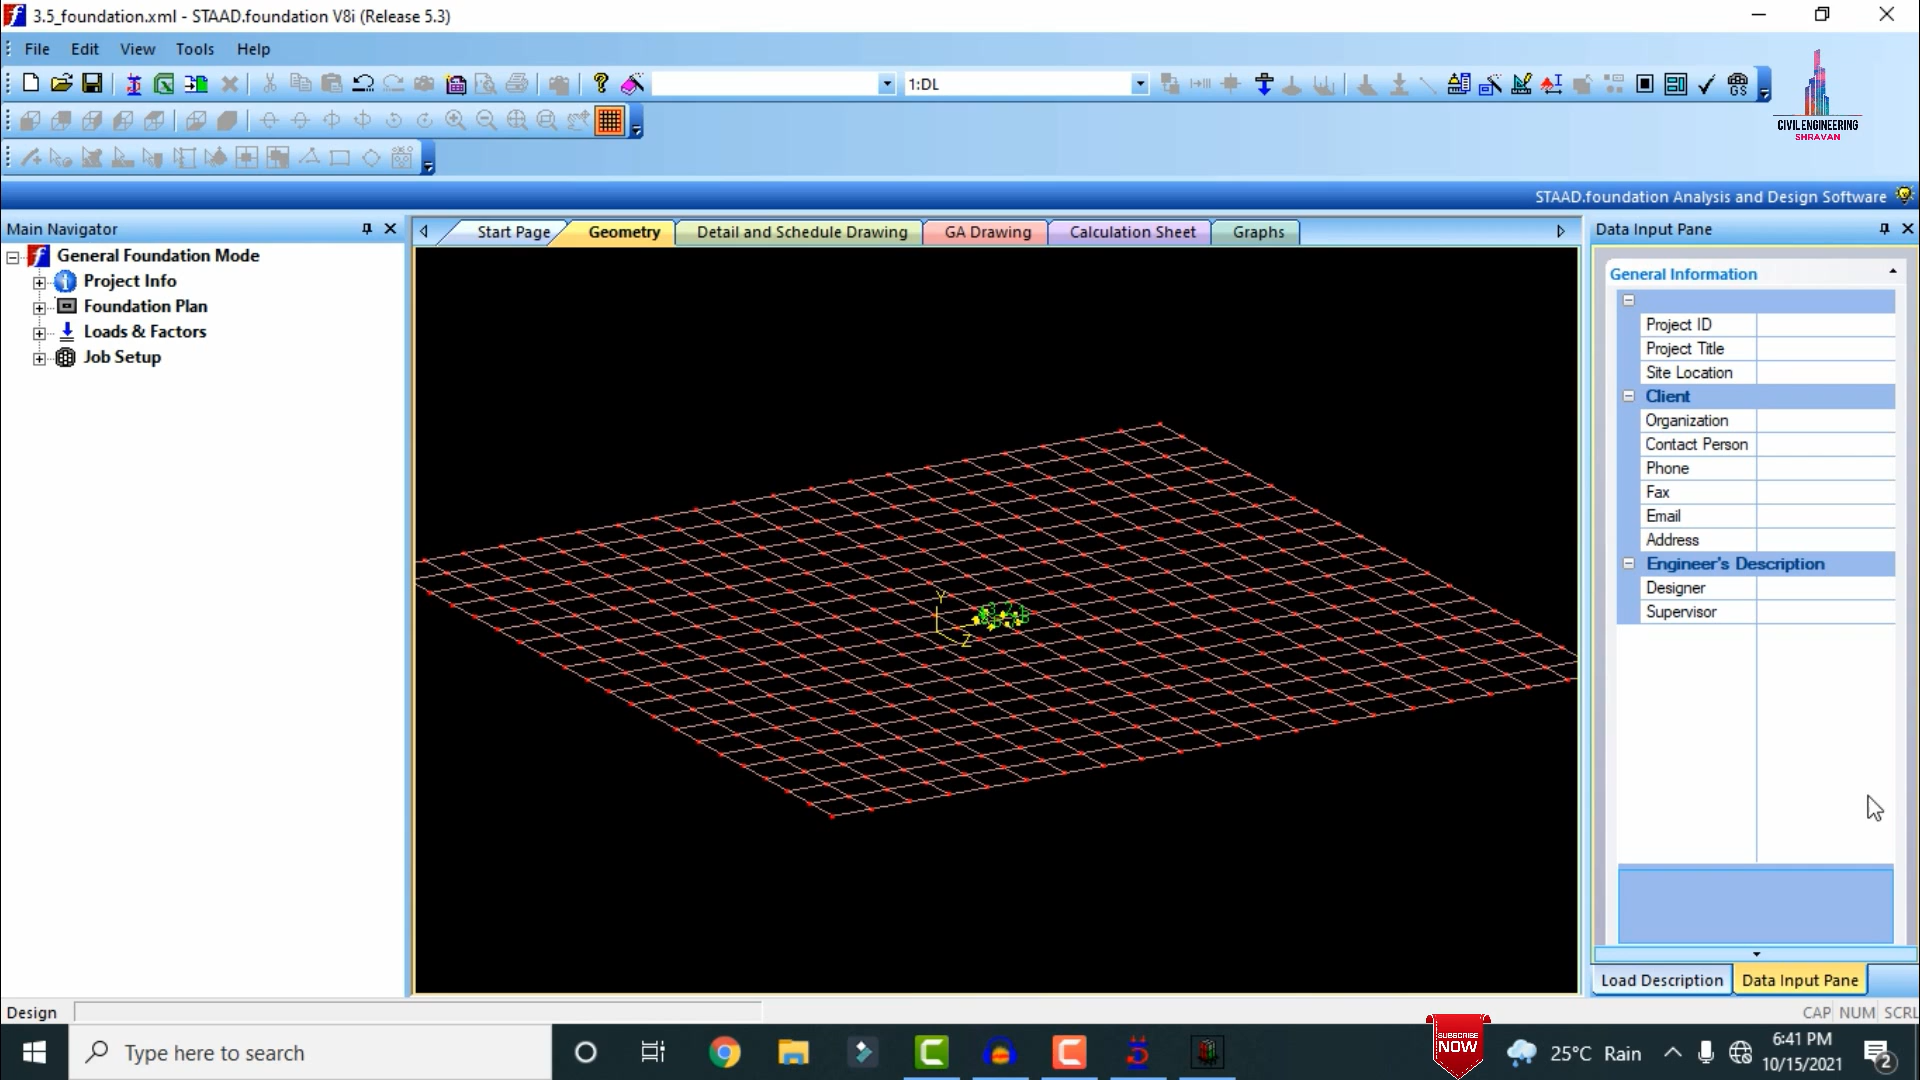 3.5_foundation.xml - STAAD.foundation V8i (Release 5.3)
File Edit View Tools Help
1:DL
GS
CIVIL ENGINEERING
SHRAVAN
STAAD.foundation Analysis and Design Software
Main Navigator
General Foundation Mode
Project Info
Foundation Plan
Loads & Factors
Job Setup
Start Page Geometry Detail and Schedule Drawing GA Drawing Calculation Sheet Graphs
Y
Z
Data Input Pane
General Information
Project ID
Project Title
Site Location
Client
Organization
Contact Person
Phone
Fax
Email
Address
Engineer's Description
Designer
Supervisor
Load Description Data Input Pane
Design
CAP NUM SCRL
Type here to search
SUBSCRIBE
NOW
25°C Rain
6:41 PM
10/15/2021
2